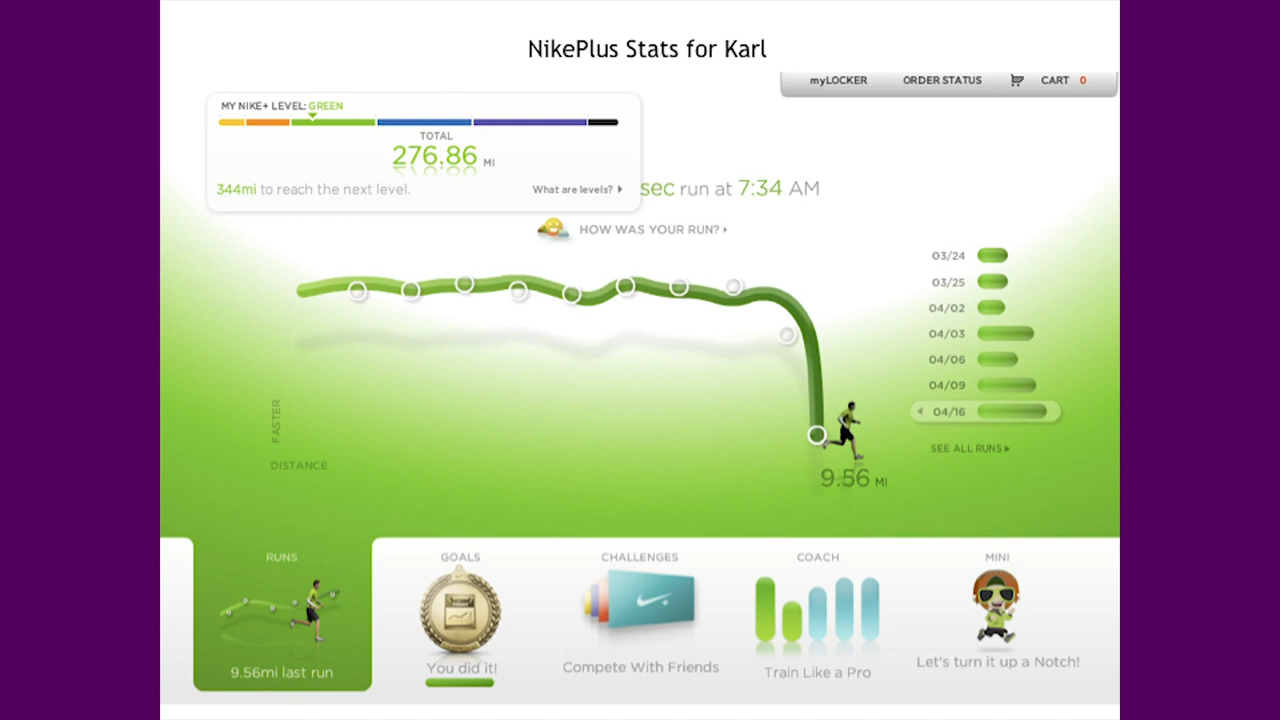 NikePlus Stats for Karl
myLOCKER ORDER STATUS CART 0
MY NIKE+ LEVEL: GREEN
TOTAL
276.86 MI
344mi to reach the next level. What are levels?
sec run at 7:34 AM
HOW WAS YOUR RUN?
03/24
03/25
04/02
04/03
04/06
04/09
04/16
SEE ALL RUNS
FASTER
DISTANCE
9.56 MI
RUNS
9.56mi last run
GOALS
You did it!
CHALLENGES
Compete With Friends
COACH
Train Like a Pro
MINI
Let's turn it up a Notch!